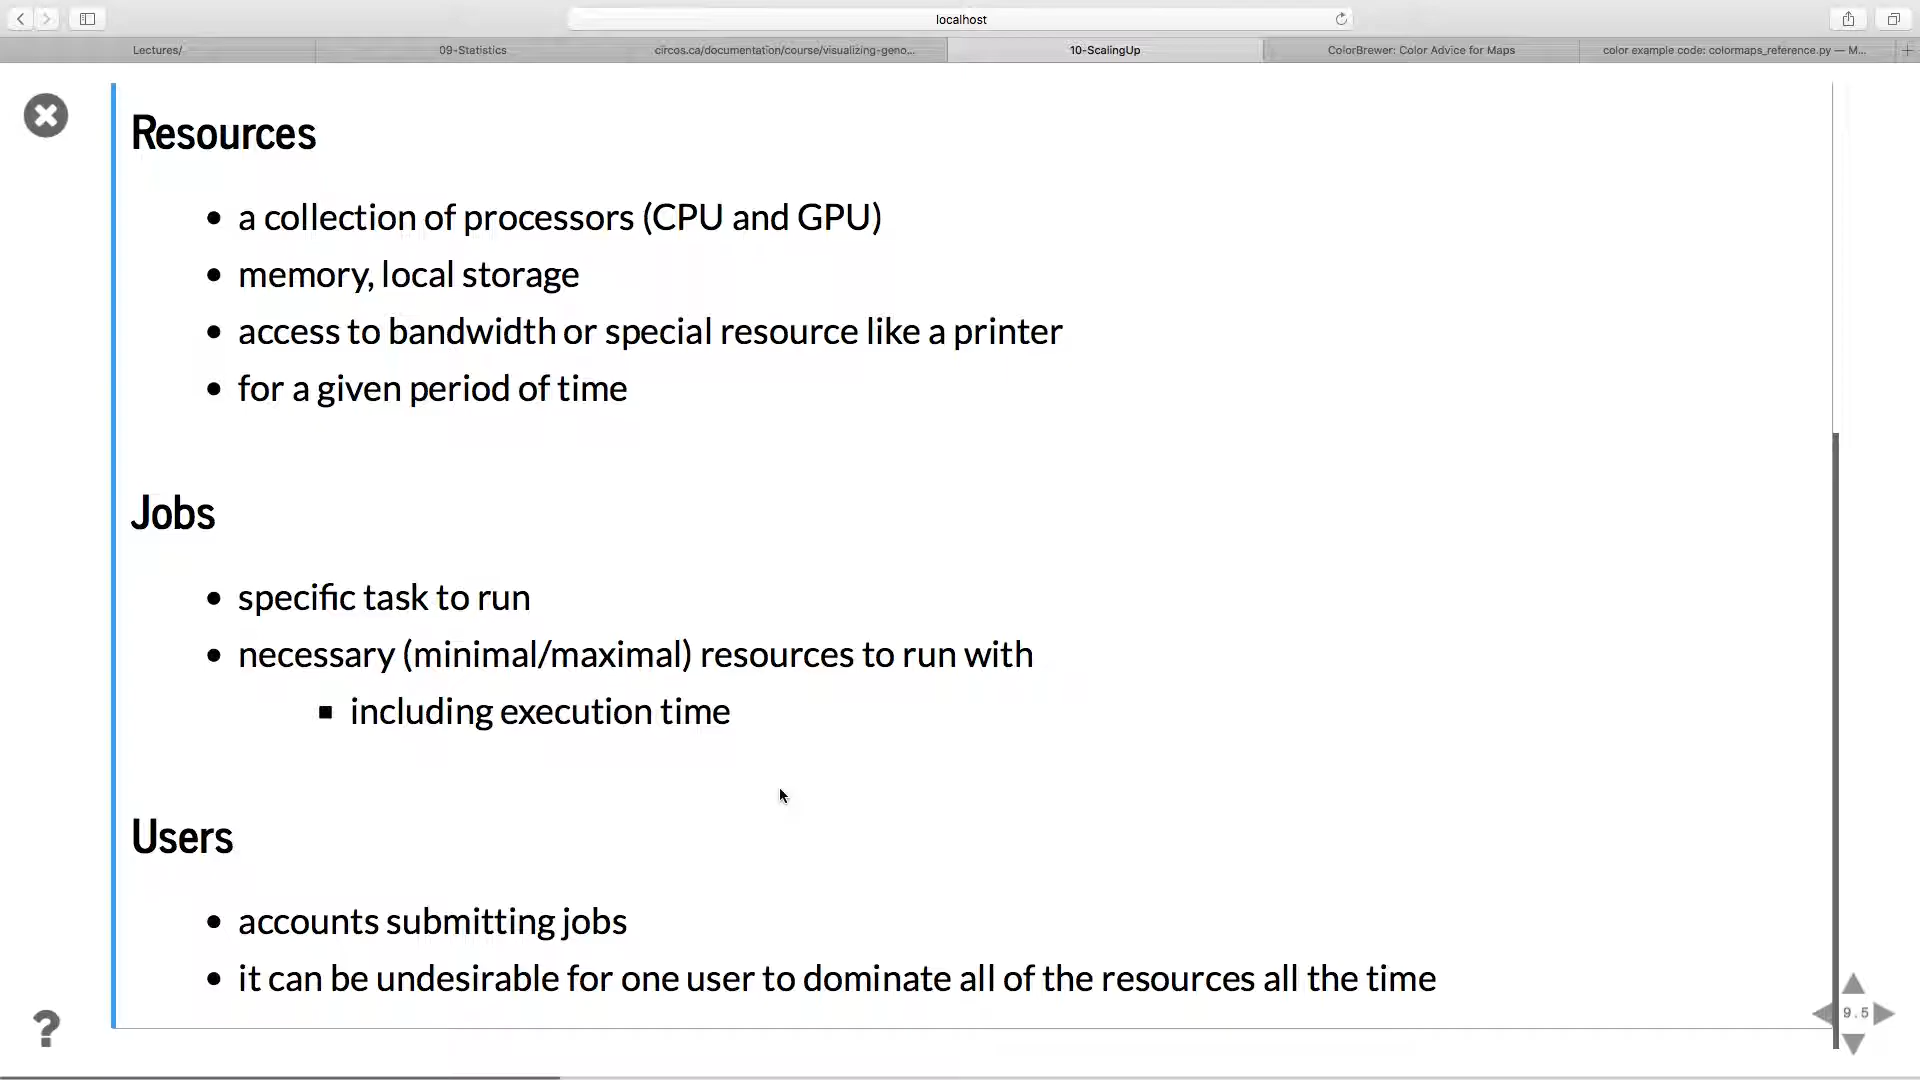 localhost
Lectures/
09-Statistics
circos.ca/documentation/course/visualizing-geno...
10-ScalingUp
ColorBrewer: Color Advice for Maps
color example code: colormaps_reference.py — M...
Resources
• a collection of processors (CPU and GPU)
• memory, local storage
• access to bandwidth or special resource like a printer
• for a given period of time
Jobs
• specific task to run
• necessary (minimal/maximal) resources to run with
▪ including execution time
Users
• accounts submitting jobs
• it can be undesirable for one user to dominate all of the resources all the time
9.5
?